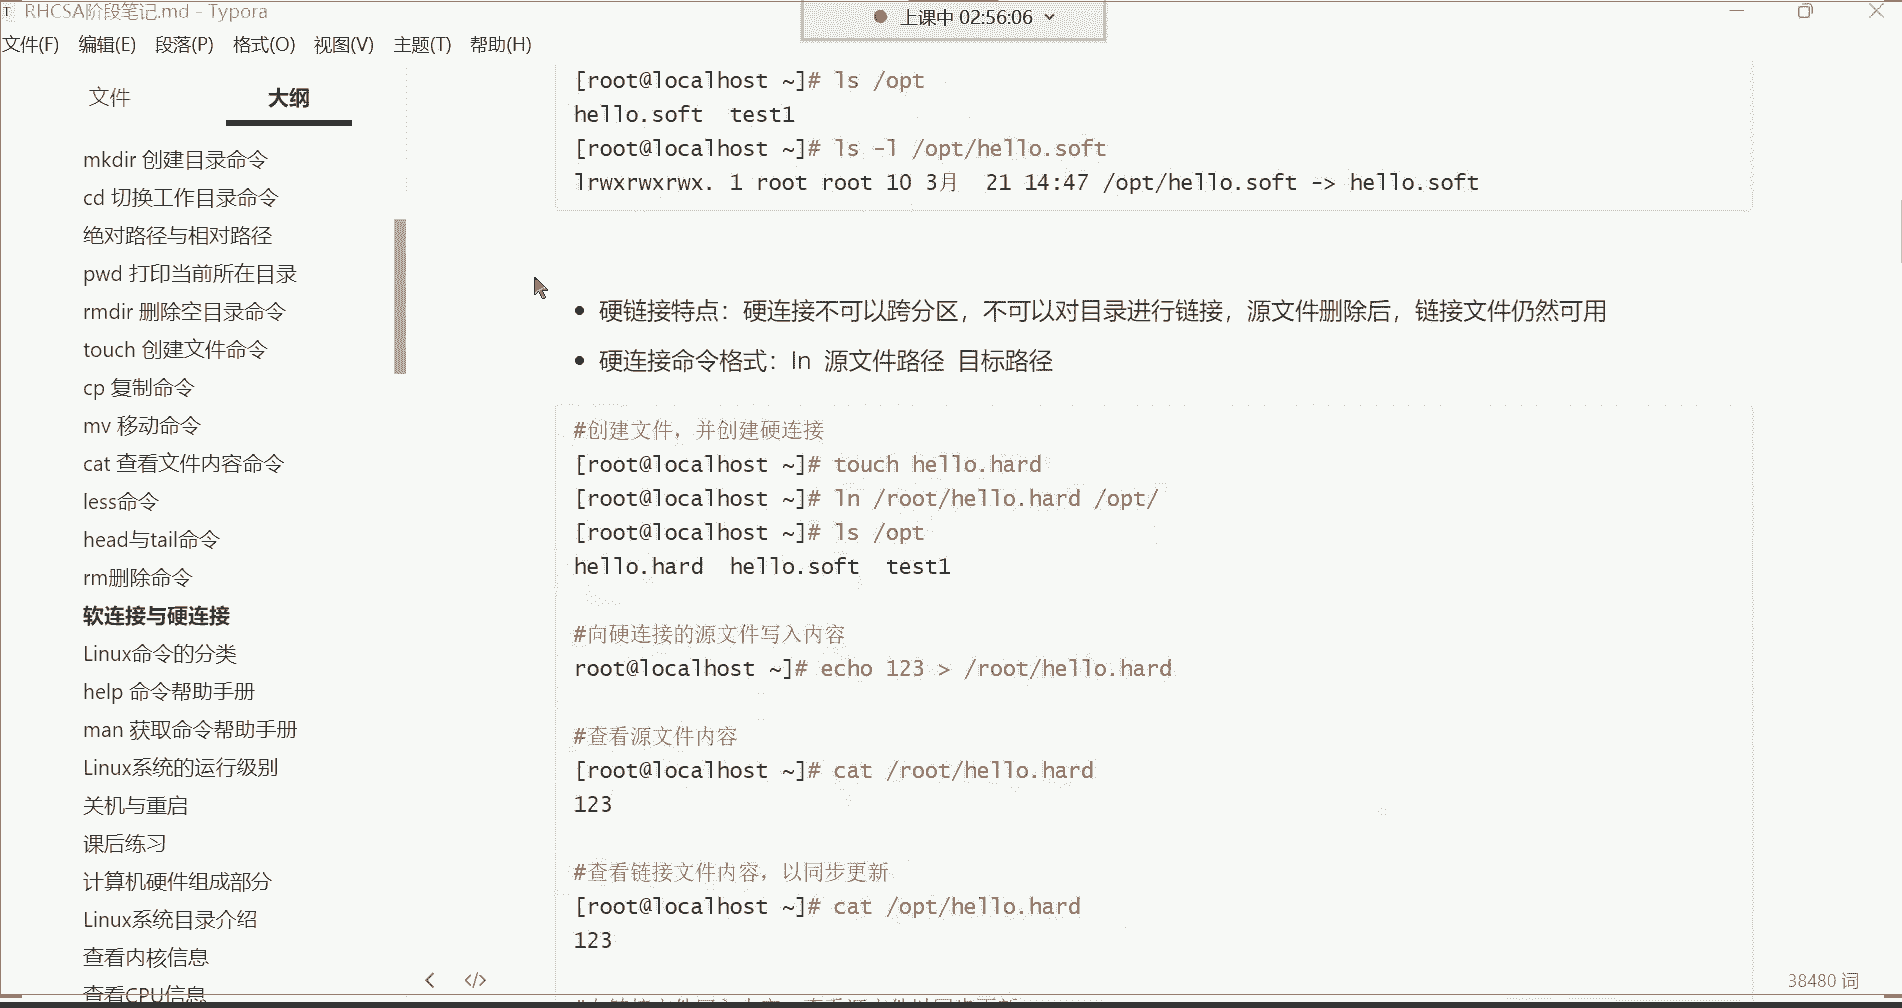 RHCSA阶段笔记.md - Typora
上课中 02:56:06
文件(F) 编辑(E) 段落(P) 格式(O) 视图(V) 主题(T) 帮助(H)
文件 大纲
mkdir 创建目录命令
cd 切换工作目录命令
绝对路径与相对路径
pwd 打印当前所在目录
rmdir 删除空目录命令
touch 创建文件命令
cp 复制命令
mv 移动命令
cat 查看文件内容命令
less命令
head与tail命令
rm删除命令
软连接与硬连接
Linux命令的分类
help 命令帮助手册
man 获取命令帮助手册
Linux系统的运行级别
关机与重启
课后练习
计算机硬件组成部分
Linux系统目录介绍
查看内核信息
查看CPU信息
[root@localhost ~]# ls /opt
hello.soft  test1
[root@localhost ~]# ls -l /opt/hello.soft
lrwxrwxrwx. 1 root root 10 3月  21 14:47 /opt/hello.soft -> hello.soft
硬链接特点：硬连接不可以跨分区，不可以对目录进行链接，源文件删除后，链接文件仍然可用
硬连接命令格式：ln 源文件路径 目标路径
#创建文件，并创建硬连接
[root@localhost ~]# touch hello.hard
[root@localhost ~]# ln /root/hello.hard /opt/
[root@localhost ~]# ls /opt
hello.hard  hello.soft  test1
#向硬连接的源文件写入内容
root@localhost ~]# echo 123 > /root/hello.hard
#查看源文件内容
[root@localhost ~]# cat /root/hello.hard
123
#查看链接文件内容，以同步更新
[root@localhost ~]# cat /opt/hello.hard
123
38480 词